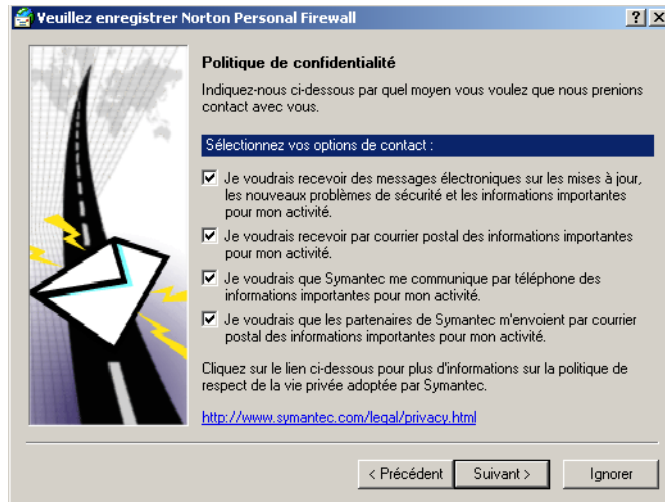 Veuillez enregistrer Norton Personal Firewall
Politique de confidentialité
Indiquez-nous ci-dessous par quel moyen vous voulez que nous prenions
contact avec vous.
Sélectionnez vos options de contact :
Je voudrais recevoir des messages électroniques sur les mises à jour,
les nouveaux problèmes de sécurité et les informations importantes
pour mon activité.
Je voudrais recevoir par courrier postal des informations importantes
pour mon activité.
Je voudrais que Symantec me communique par téléphone des
informations importantes pour mon activité.
Je voudrais que les partenaires de Symantec m'envoient par courrier
postal des informations importantes pour mon activité.
Cliquez sur le lien ci-dessous pour plus d'informations sur la politique de
respect de la vie privée adoptée par Symantec.
http://www.symantec.com/legal/privacy.html
< Précédent Suivant > Ignorer